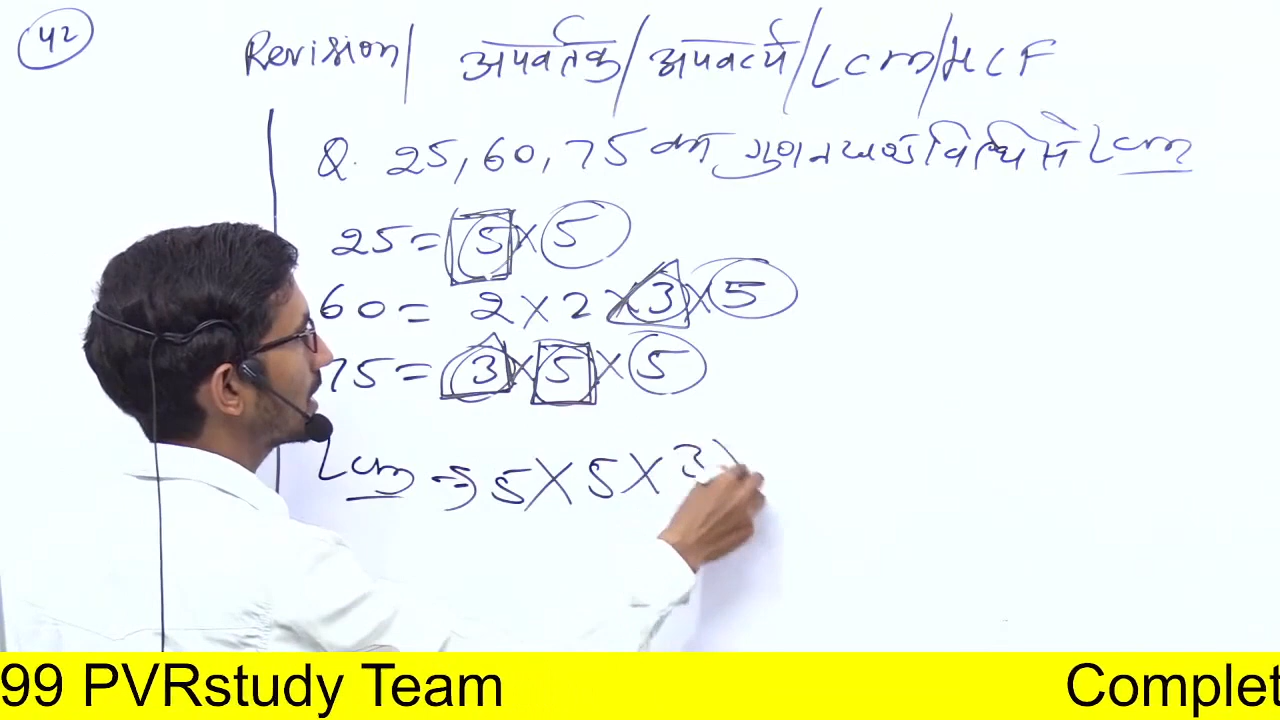 42
Revision/ अपवर्तक/अपवर्त्य/LCM/HCF
Q. 25,60,75 का गुणनखण्ड विधि से LCM
25= 5×5
60= 2×2×3×5
75= 3×5×5
LCM ⇒ 5×5×3×
99 PVRstudy Team Complet